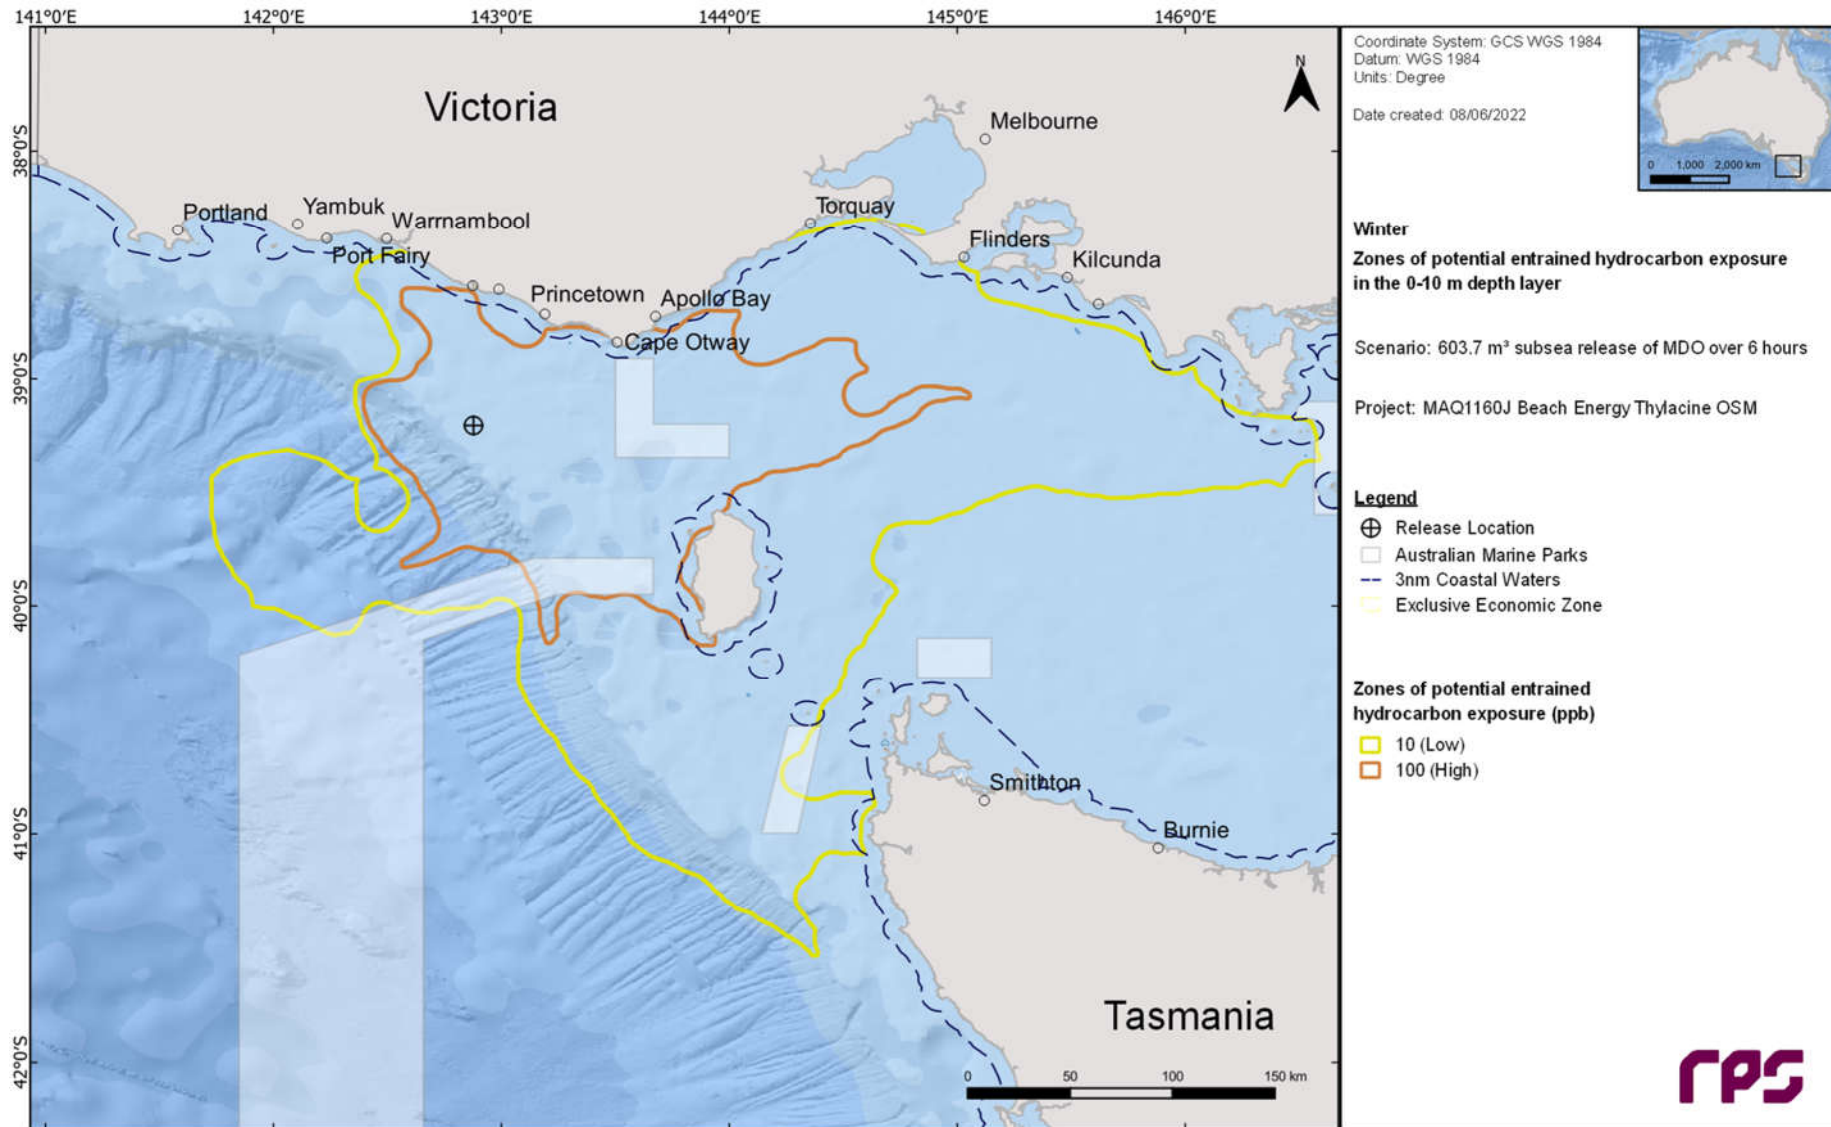 141°0'E 142°0'E 143°0'E 144°0'E 145°0'E 146°0'E
38°0'S
39°0'S
40°0'S
41°0'S
42°0'S
Victoria
N
Melbourne
Portland
Yambuk
Warrnambool
Port Fairy
Torquay
Flinders
Kilcunda
Princetown
Apollo Bay
Cape Otway
Smithton
Burnie
Tasmania
0 50 100 150 km
Coordinate System: GCS WGS 1984
Datum: WGS 1984
Units: Degree
Date created: 08/06/2022
0 1,000 2,000 km
Winter
Zones of potential entrained hydrocarbon exposure
in the 0-10 m depth layer
Scenario: 603.7 m³ subsea release of MDO over 6 hours
Project: MAQ1160J Beach Energy Thylacine OSM
Legend
Release Location
Australian Marine Parks
3nm Coastal Waters
Exclusive Economic Zone
Zones of potential entrained
hydrocarbon exposure (ppb)
10 (Low)
100 (High)
rps